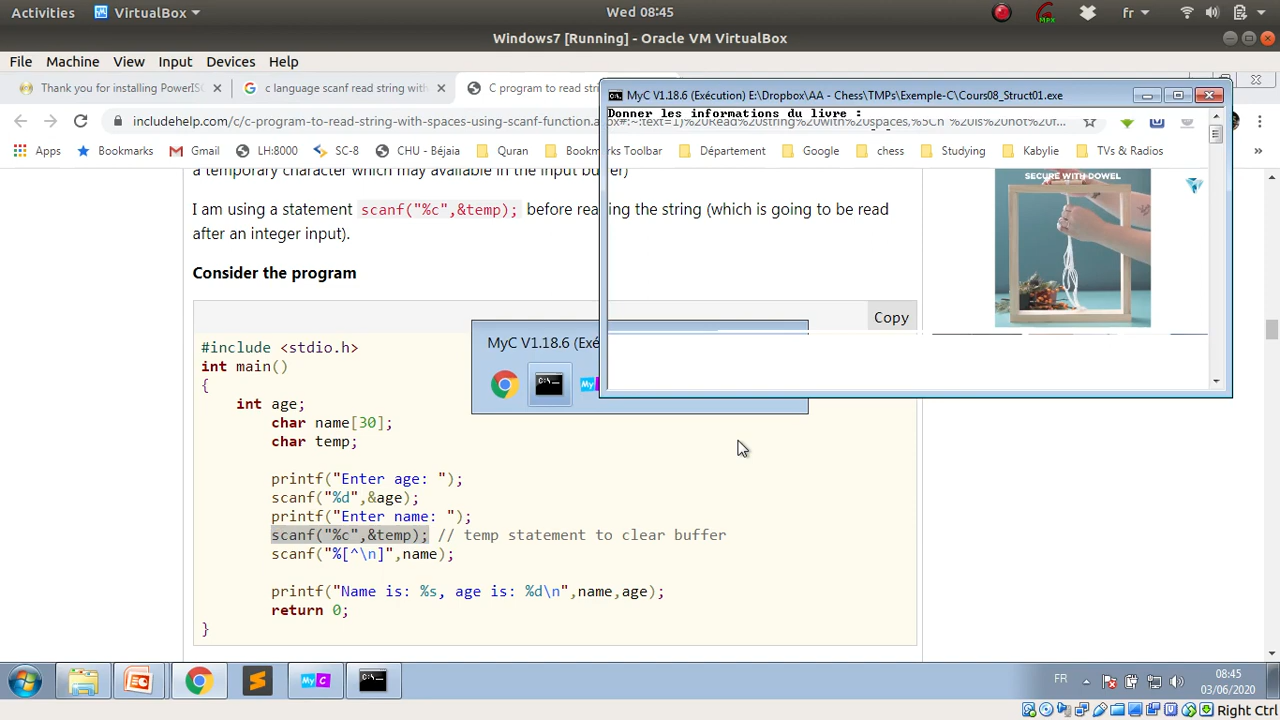 Activities VirtualBox Wed 08:45 fr
Windows7 [Running] - Oracle VM VirtualBox
File Machine View Input Devices Help
Thank you for installing PowerIS c language scanf read string C program to read stri
MyC V1.18.6 (Exécution) E:\Dropbox\AA - Chess\TMPs\Exemple-C\Cours08_Struct01.exe
Donner les informations du livre :
includehelp.com/c-program-to-read-string-with-spaces-using-scanf-function.a
Apps Bookmarks Gmail LH:8000 SC-8 CHU - Béjaia Quran Bookmarks Toolbar Département Google chess Studying Kabylie TVs & Radios »
a temporary character which may available in the input buffer)
SECURE WITH DOWEL
I am using a statement scanf("%c",&temp); before reading the string (which is going to be read
after an integer input).
Consider the program
Copy
MyC V1.18.6 (Exé
#include <stdio.h>
int main()
{
int age;
char name[30];
char temp;
printf("Enter age: ");
scanf("%d",&age);
printf("Enter name: ");
scanf("%c",&temp); // temp statement to clear buffer
scanf("%[^\n]",name);
printf("Name is: %s, age is: %d\n",name,age);
return 0;
}
FR
08:45
03/06/2020
Right Ctrl